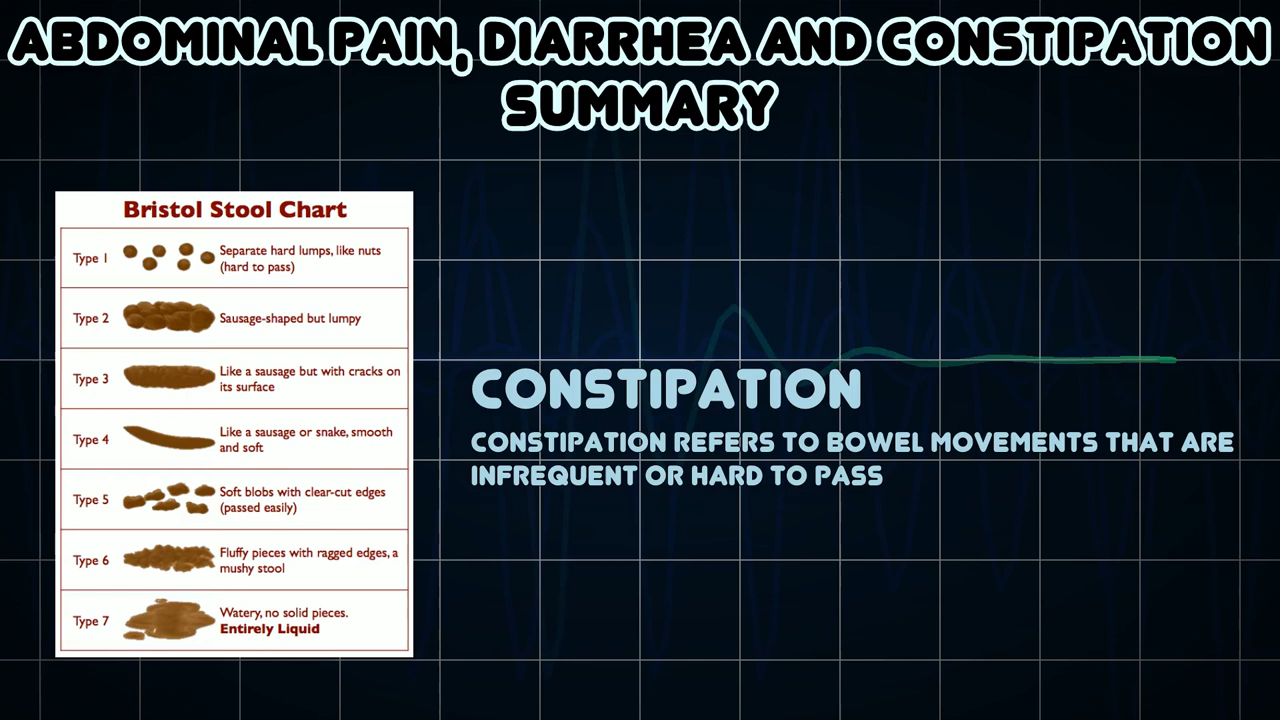 ABDOMINAL PAIN, DIARRHEA AND CONSTIPATION
SUMMARY
Bristol Stool Chart
Type 1
Separate hard lumps, like nuts
(hard to pass)
Type 2
Sausage-shaped but lumpy
Type 3
Like a sausage but with cracks on
its surface
Type 4
Like a sausage or snake, smooth
and soft
Type 5
Soft blobs with clear-cut edges
(passed easily)
Type 6
Fluffy pieces with ragged edges, a
mushy stool
Type 7
Watery, no solid pieces.
Entirely Liquid
CONSTIPATION
CONSTIPATION REFERS TO BOWEL MOVEMENTS THAT ARE
INFREQUENT OR HARD TO PASS